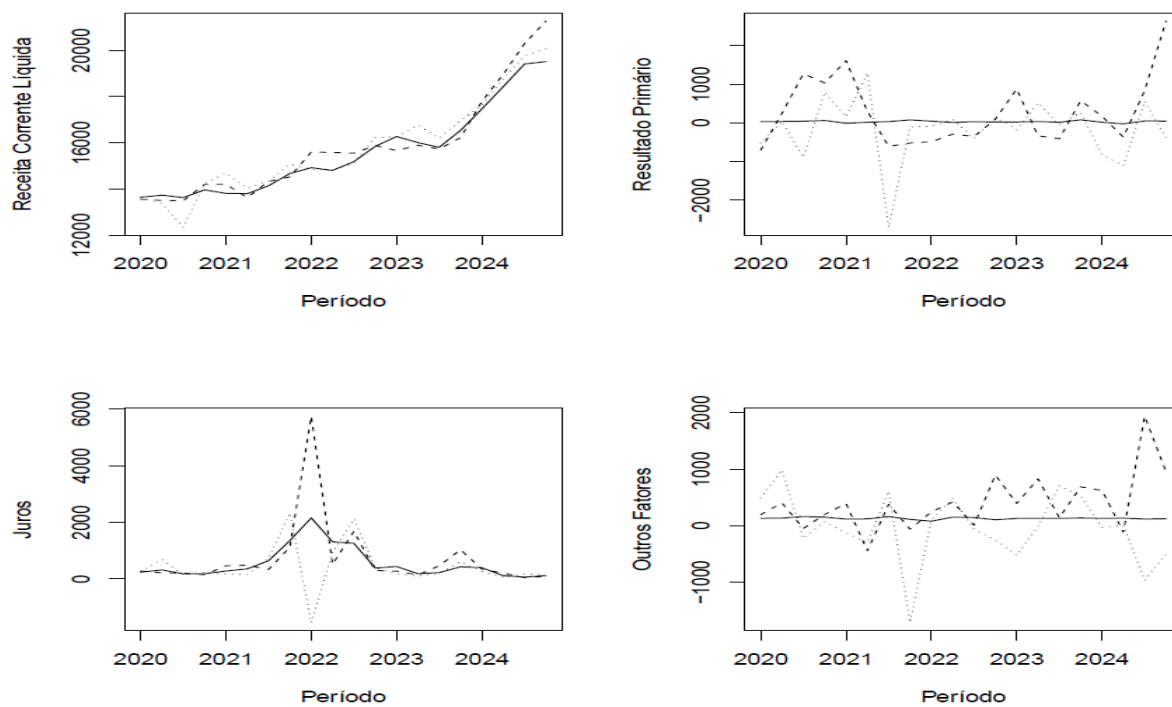 Receita Corrente Líquida
20000
16000
12000
2020 2021 2022 2023 2024
Período
Resultado Primário
1000
0
−2000
2020 2021 2022 2023 2024
Período
Juros
6000
4000
2000
0
2020 2021 2022 2023 2024
Período
Outros Fatores
2000
1000
0
−1000
2020 2021 2022 2023 2024
Período